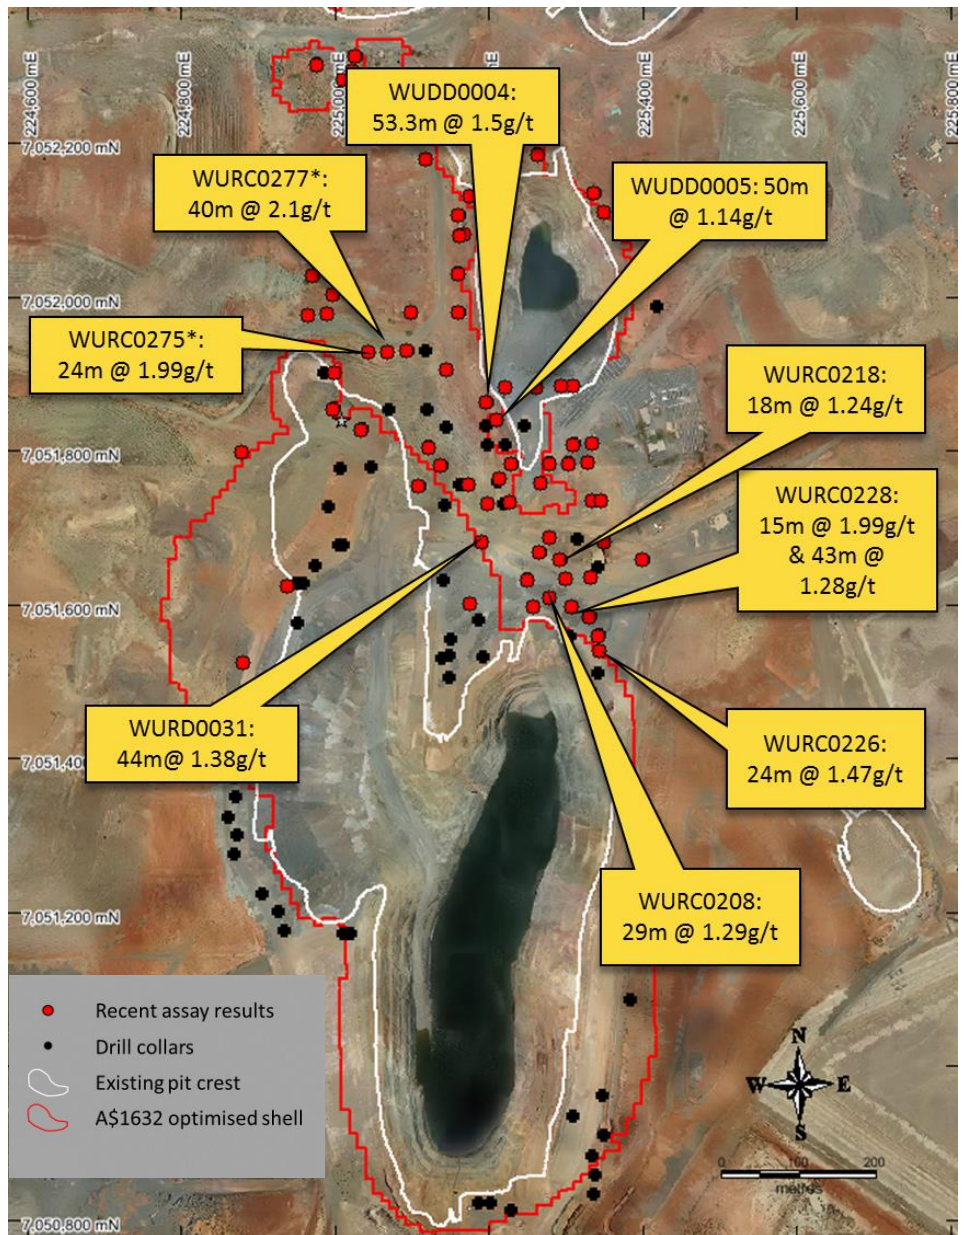 224,600 mE
224,800 mE
225,000 mE
225,400 mE
225,600 mE
225,800 mE
WUDD0004:
53.3m @ 1.5g/t
7,052,200 mN
WURC0277*:
40m @ 2.1g/t
WUDD0005: 50m
@ 1.14g/t
7,052,000 mN
WURC0275*:
24m @ 1.99g/t
WURC0218:
18m @ 1.24g/t
7,051,800 mN
WURC0228:
15m @ 1.99g/t
& 43m @
1.28g/t
7,051,600 mN
WURD0031:
44m@ 1.38g/t
WURC0226:
24m @ 1.47g/t
7,051,400 mN
WURC0208:
29m @ 1.29g/t
7,051,200 mN
Recent assay results
Drill collars
Existing pit crest
A$1632 optimised shell
N
W
E
S
0
100
200
metres
7,050,800 mN